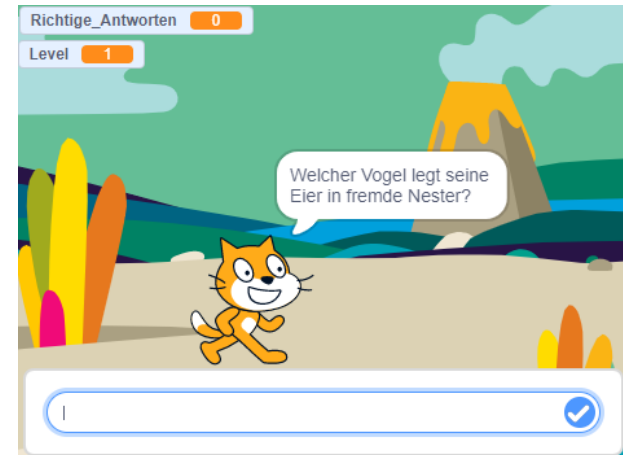 Richtige_Antworten 0
Level 1
Welcher Vogel legt seine
Eier in fremde Nester?